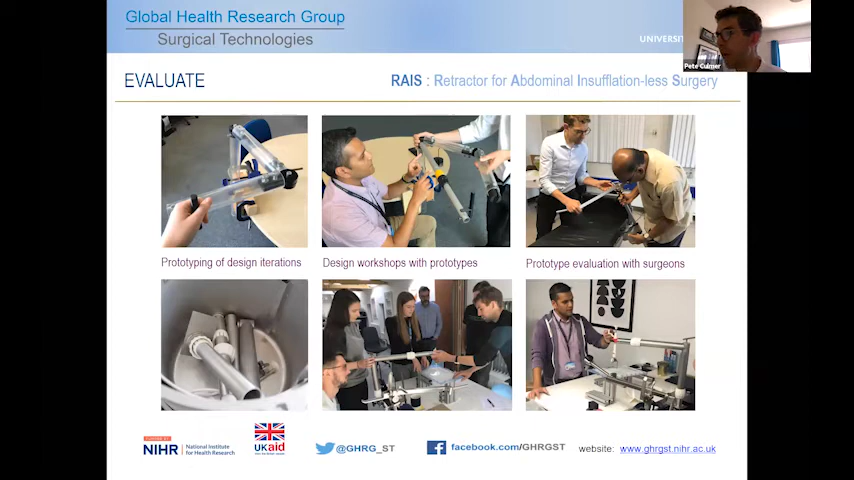 Global Health Research Group
Surgical Technologies
UNIVERSIT
Pete Culmer
EVALUATE
RAIS : Retractor for Abdominal Insufflation-less Surgery
Prototyping of design iterations
Design workshops with prototypes
Prototype evaluation with surgeons
NIHR
National Institute
for Health Research
UKaid
@GHRG_ST
facebook.com/GHRGST
website: www.ghrgst.nihr.ac.uk